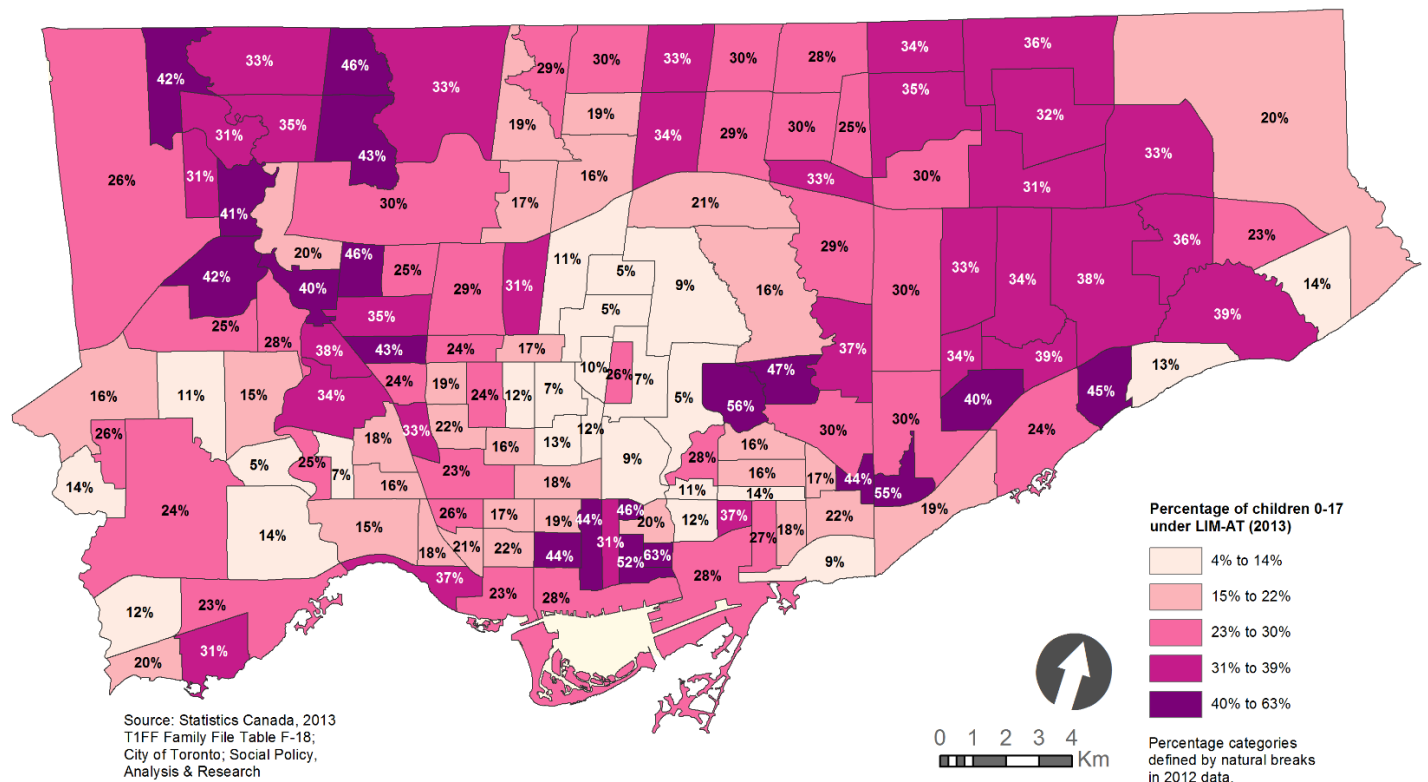 33% 46% 29% 30% 33% 30% 28% 34% 36%
42% 33% 35%
31% 35% 19% 19% 34% 29% 30% 25% 32% 20%
43% 33%
26% 31% 30% 17% 16% 33% 30% 31%
41% 21%
20% 46% 25% 11% 5% 9% 29% 36% 23%
42% 40% 29% 31% 5% 16% 30% 33% 34% 38% 14%
25% 35% 39%
28% 38% 43% 24% 17% 10% 26% 7% 47% 37% 34% 39% 13%
16% 11% 15% 34% 24% 19% 24% 12% 7% 5% 56% 40% 45%
26% 18% 33% 22% 16% 13% 12% 9% 28% 16% 30% 30% 24%
14% 5% 25% 7% 16% 23% 18% 11% 16% 17% 44% 55%
24% 14% 15% 26% 17% 19% 44% 46% 20% 12% 14% 37% 27% 18% 22% 19%
18% 21% 22% 44% 31% 52% 63% 9%
12% 23% 37% 23% 28% 28%
20% 31%
Percentage of children 0-17
under LIM-AT (2013)
4% to 14%
15% to 22%
23% to 30%
31% to 39%
40% to 63%
Percentage categories
defined by natural breaks
in 2012 data.
0 1 2 3 4
Km
Source: Statistics Canada, 2013
T1FF Family File Table F-18;
City of Toronto; Social Policy,
Analysis & Research